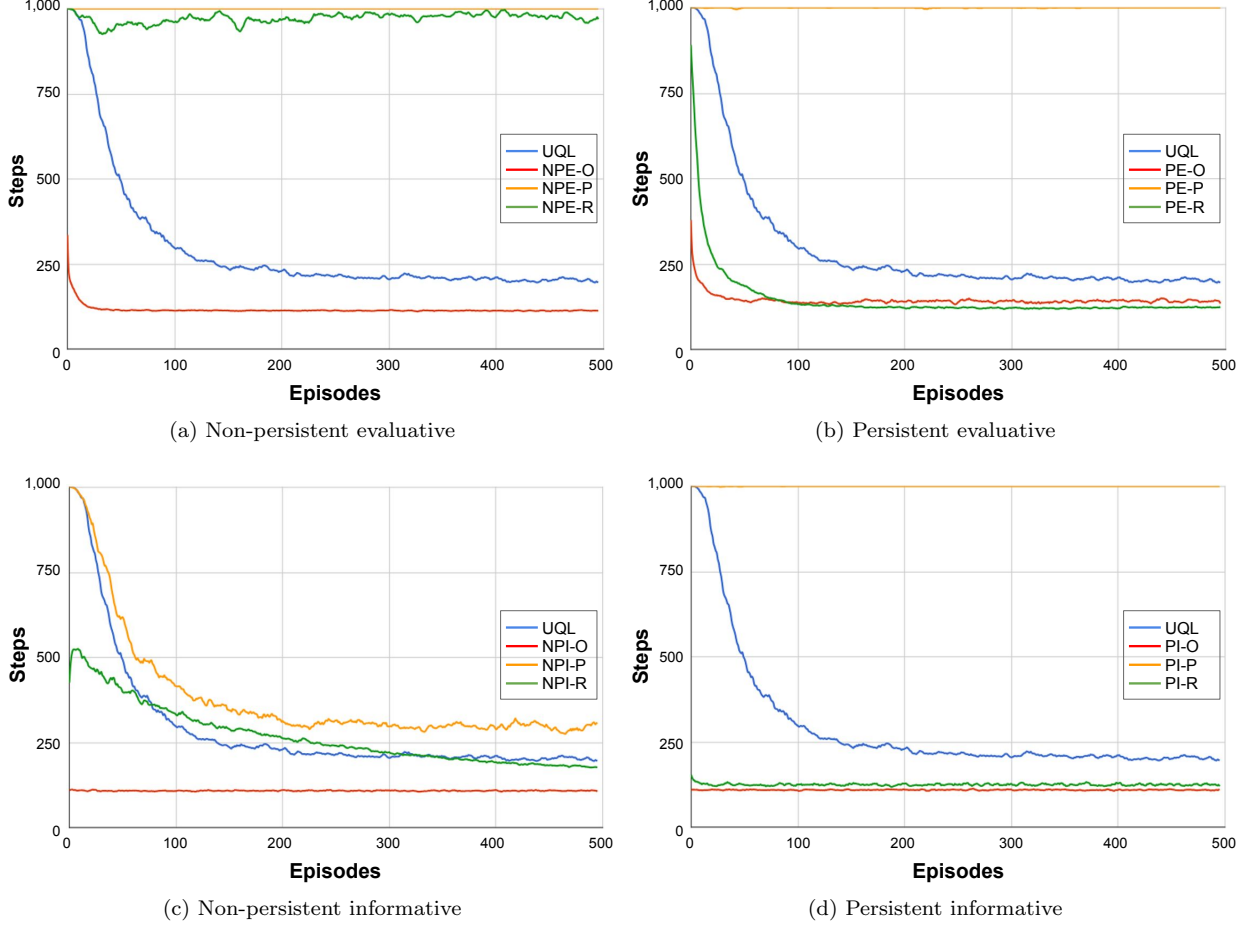 1,000
750
500
250
0
Steps
0 100 200 300 400 500
Episodes
UQL
NPE-O
NPE-P
NPE-R
(a) Non-persistent evaluative
1,000
750
500
250
0
Steps
0 100 200 300 400 500
Episodes
UQL
PE-O
PE-P
PE-R
(b) Persistent evaluative
1,000
750
500
250
0
Steps
0 100 200 300 400 500
Episodes
UQL
NPI-O
NPI-P
NPI-R
(c) Non-persistent informative
1,000
750
500
250
0
Steps
0 100 200 300 400 500
Episodes
UQL
PI-O
PI-P
PI-R
(d) Persistent informative